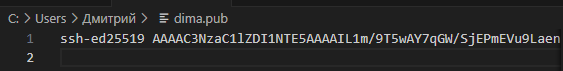 C: > Users > Дмитрий > dima.pub
1 ssh-ed25519 AAAAC3NzaC1lZDI1NTE5AAAAIL1m/9T5wAY7qGW/SjEPmEVu9Laen
2